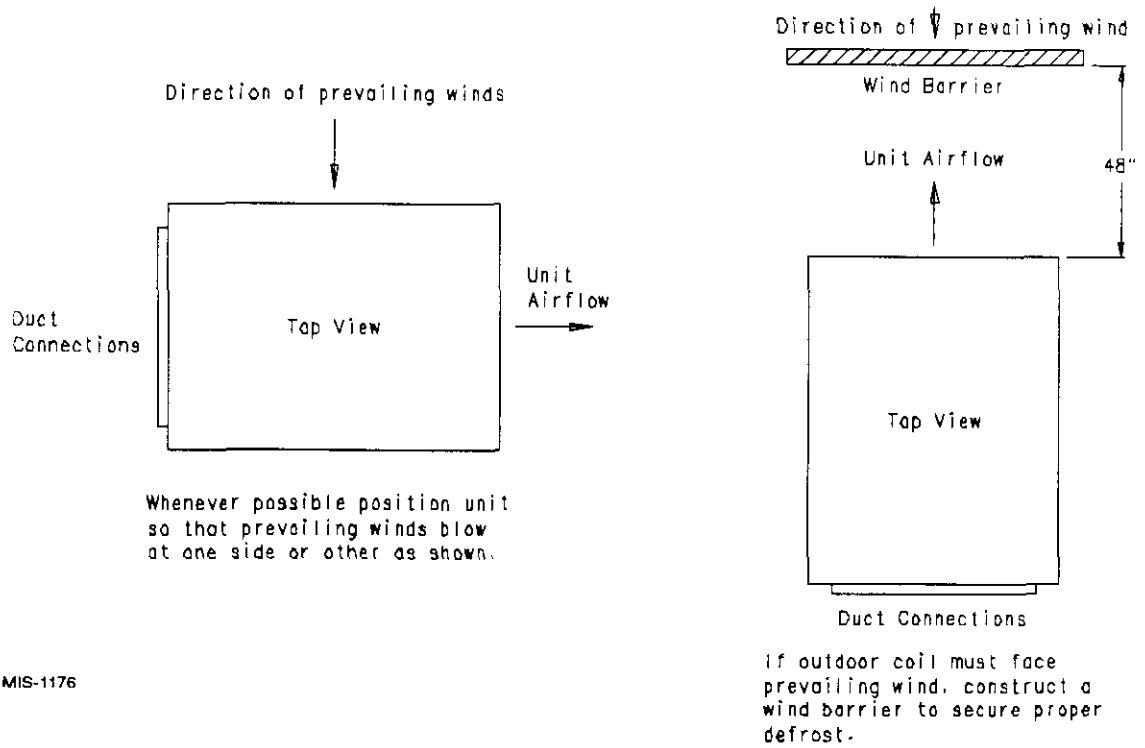 Direction of prevailing winds
Duct
Connections
Top View
Unit
Airflow
Whenever possible position unit
so that prevailing winds blow
at one side or other as shown.
MIS-1176
Direction of prevailing wind
Wind Barrier
Unit Airflow
48"
Top View
Duct Connections
If outdoor coil must face
prevailing wind, construct a
wind barrier to secure proper
defrost.